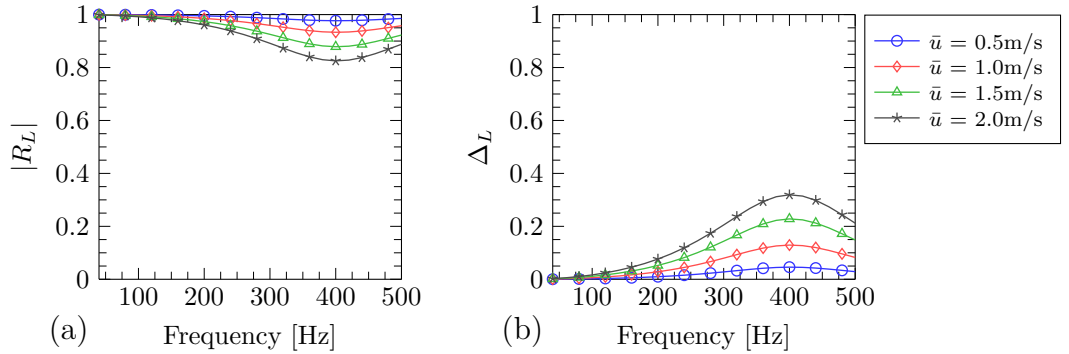 1
0.8
0.6
0.4
0.2
0
|R_L|
100 200 300 400 500
(a) Frequency [Hz]
1
0.8
0.6
0.4
0.2
0
Δ_L
100 200 300 400 500
(b) Frequency [Hz]
ū = 0.5m/s
ū = 1.0m/s
ū = 1.5m/s
ū = 2.0m/s